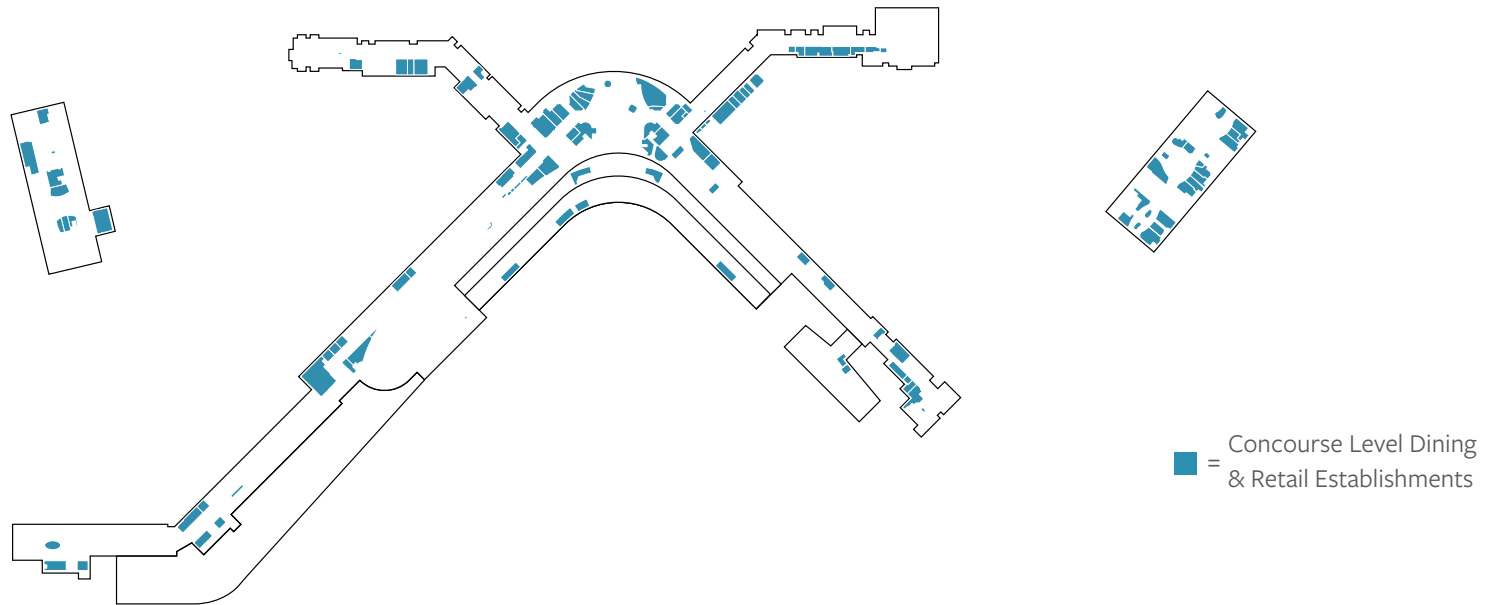 = Concourse Level Dining
& Retail Establishments